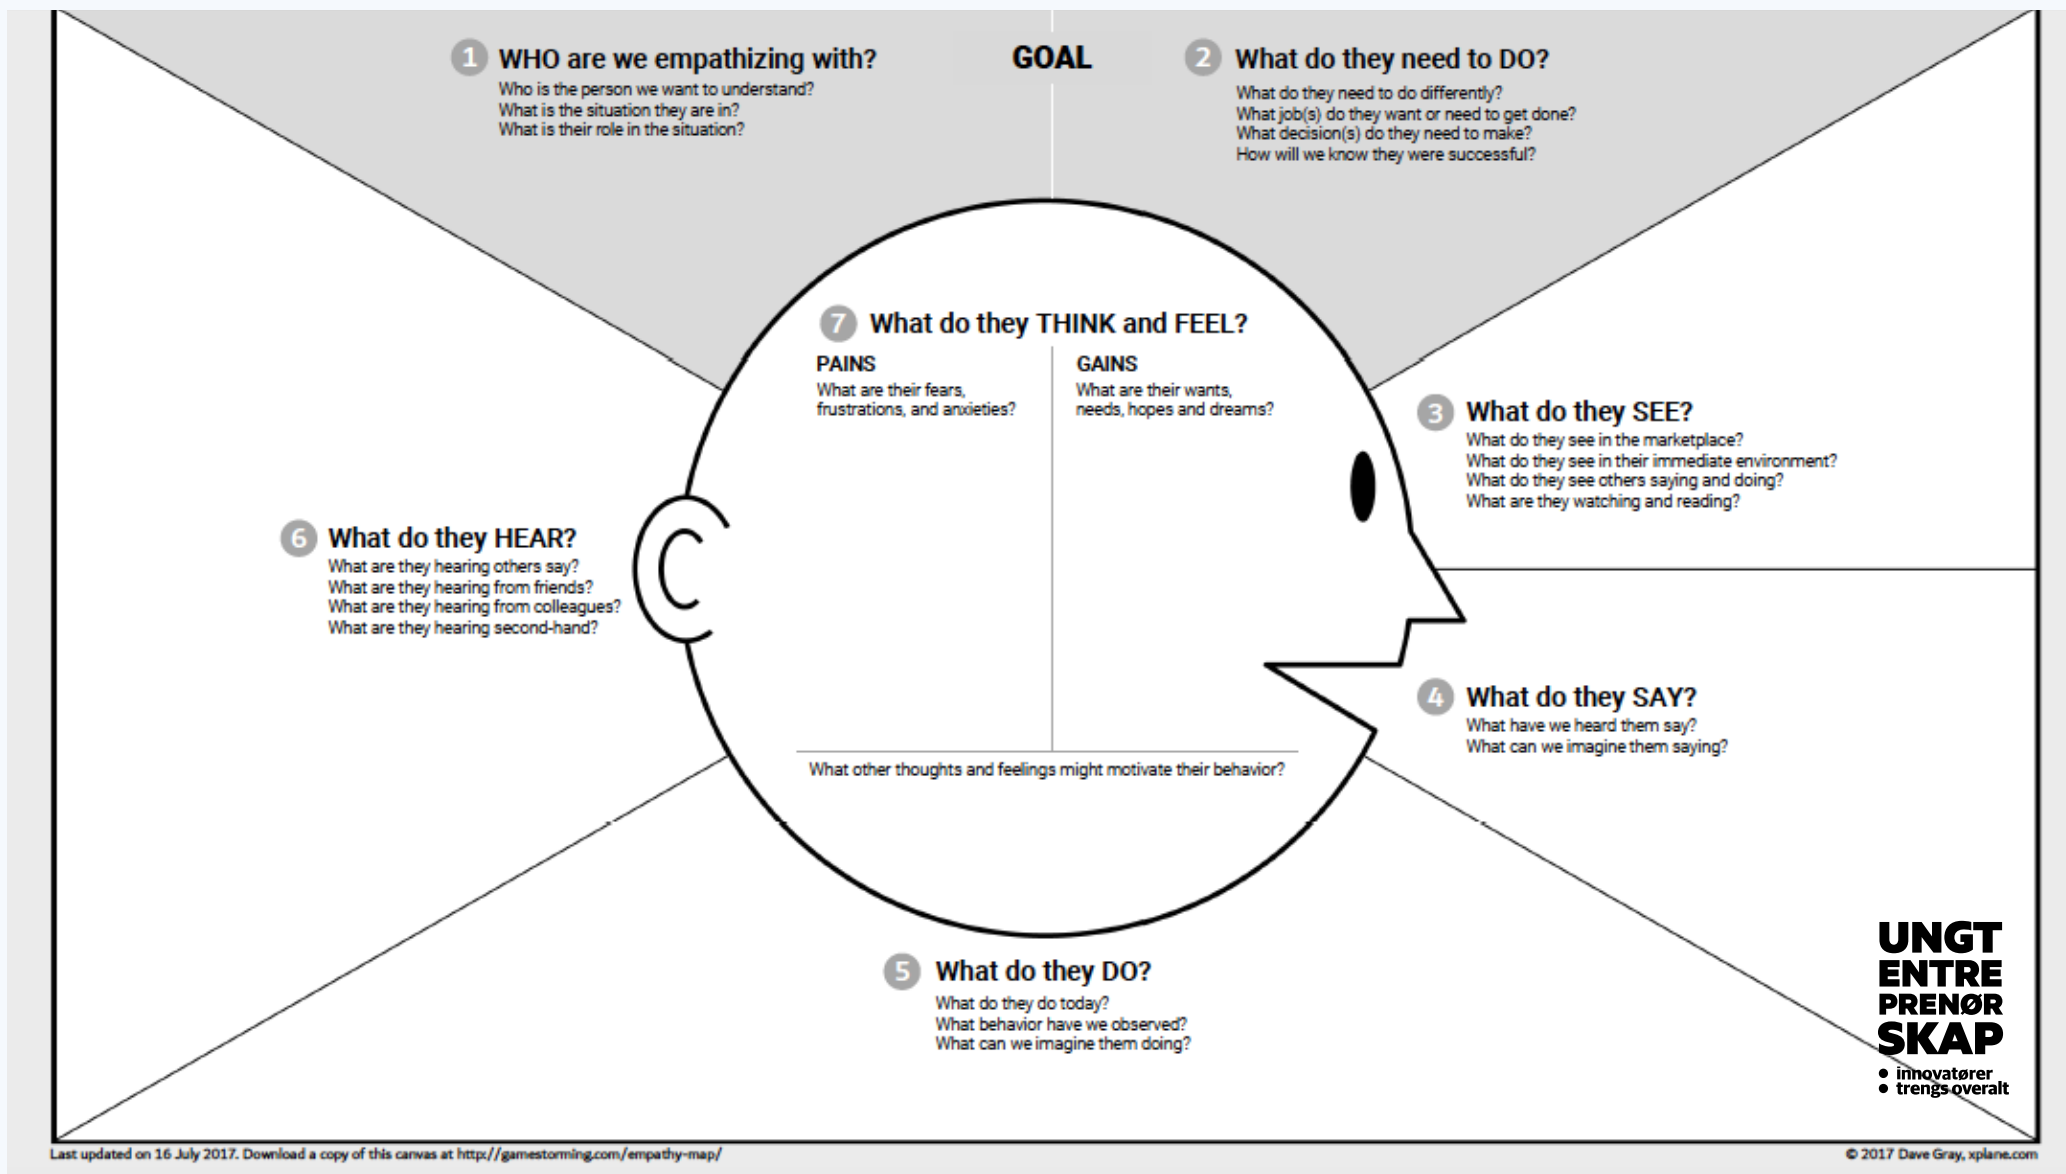 GOAL
1 WHO are we empathizing with?
Who is the person we want to understand?
What is the situation they are in?
What is their role in the situation?
2 What do they need to DO?
What do they need to do differently?
What job(s) do they want or need to get done?
What decision(s) do they need to make?
How will we know they were successful?
3 What do they SEE?
What do they see in the marketplace?
What do they see in their immediate environment?
What do they see others saying and doing?
What are they watching and reading?
4 What do they SAY?
What have we heard them say?
What can we imagine them saying?
5 What do they DO?
What do they do today?
What behavior have we observed?
What can we imagine them doing?
6 What do they HEAR?
What are they hearing others say?
What are they hearing from friends?
What are they hearing from colleagues?
What are they hearing second-hand?
7 What do they THINK and FEEL?
PAINS
What are their fears,
frustrations, and anxieties?
GAINS
What are their wants,
needs, hopes and dreams?
What other thoughts and feelings might motivate their behavior?
UNGT
ENTRE
PRENØR
SKAP
• innovatører
• trengs overalt
Last updated on 16 July 2017. Download a copy of this canvas at http://gamestorming.com/empathy-map/
© 2017 Dave Gray, xplane.com